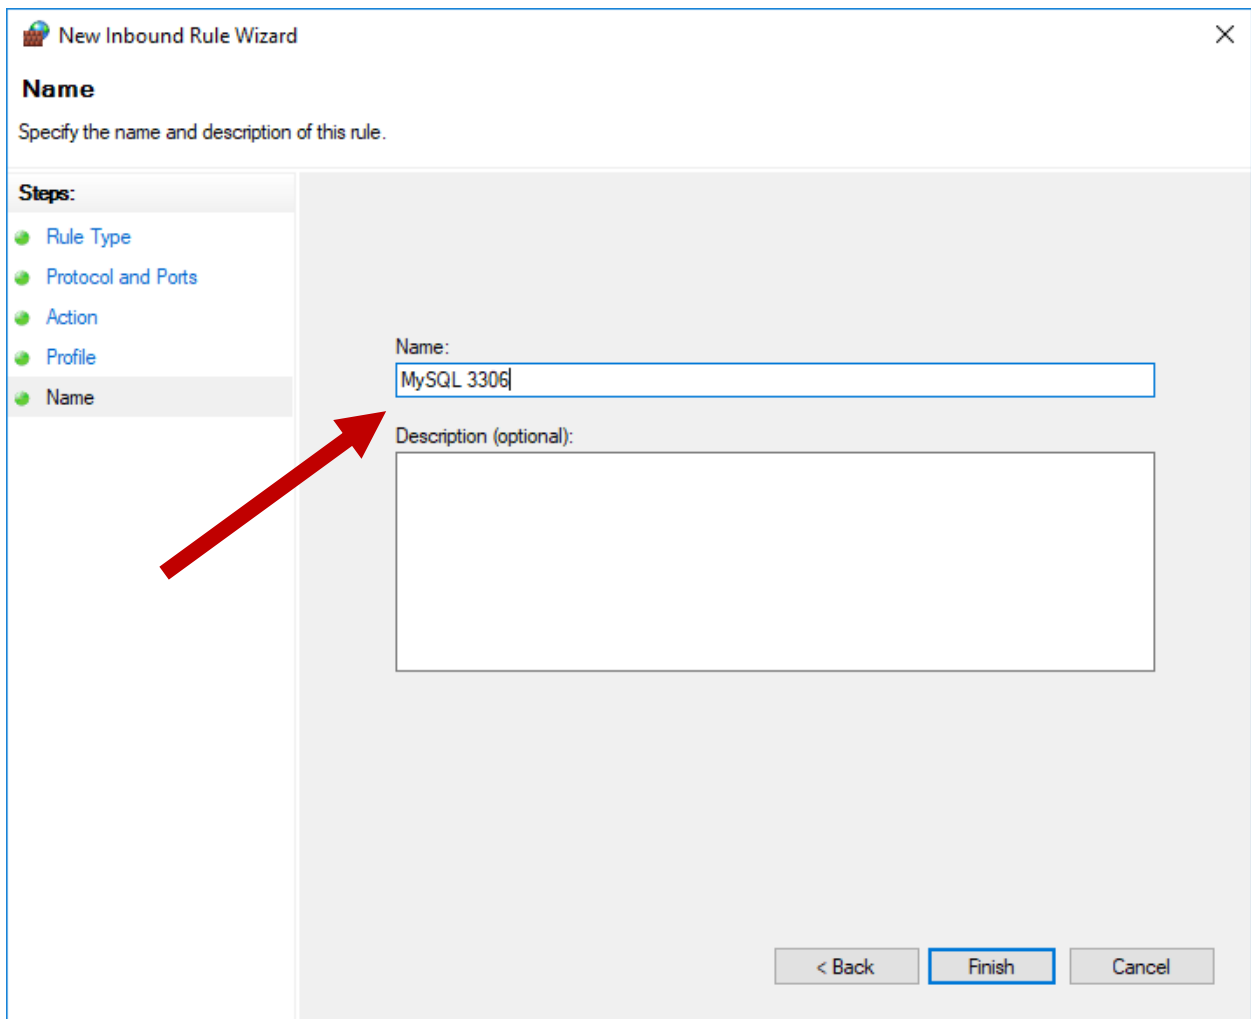 New Inbound Rule Wizard
Name
Specify the name and description of this rule.
Steps:
Rule Type
Protocol and Ports
Action
Profile
Name
Name:
MySQL 3306
Description (optional):
< Back
Finish
Cancel